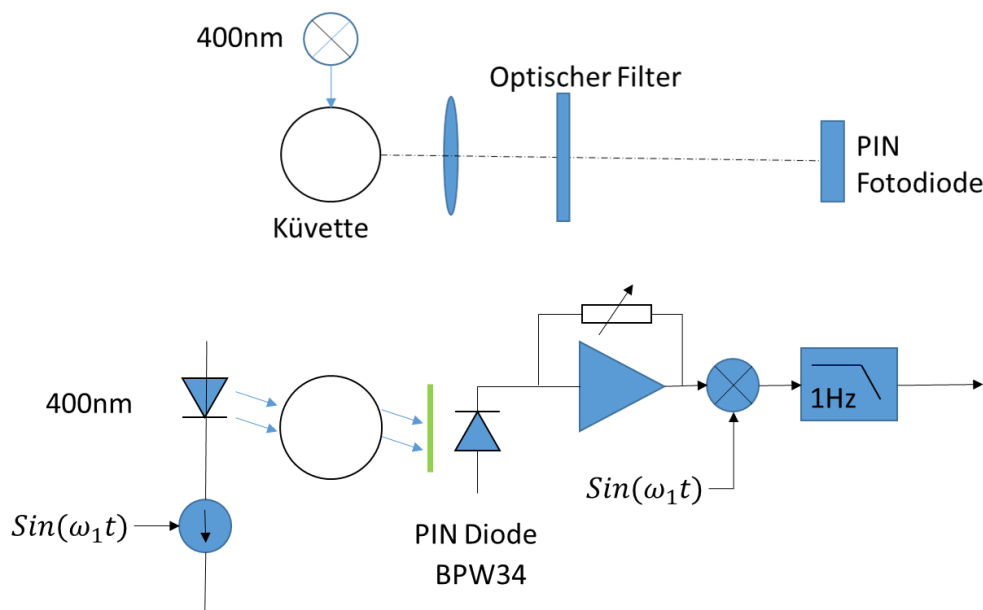 400nm
Optischer Filter
PIN
Fotodiode
Küvette
400nm
1Hz
Sin(ω₁t)
Sin(ω₁t)
PIN Diode
BPW34